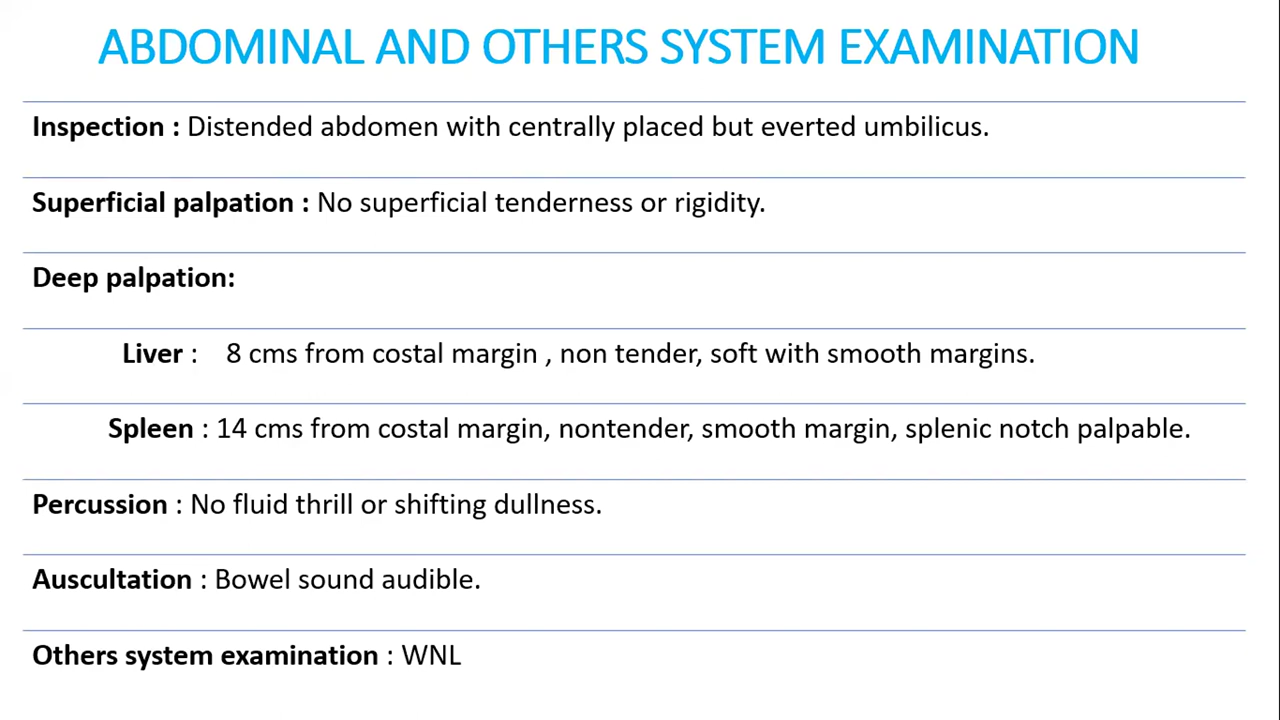 ABDOMINAL AND OTHERS SYSTEM EXAMINATION
Inspection : Distended abdomen with centrally placed but everted umbilicus.
Superficial palpation : No superficial tenderness or rigidity.
Deep palpation:
Liver : 8 cms from costal margin , non tender, soft with smooth margins.
Spleen : 14 cms from costal margin, nontender, smooth margin, splenic notch palpable.
Percussion : No fluid thrill or shifting dullness.
Auscultation : Bowel sound audible.
Others system examination : WNL